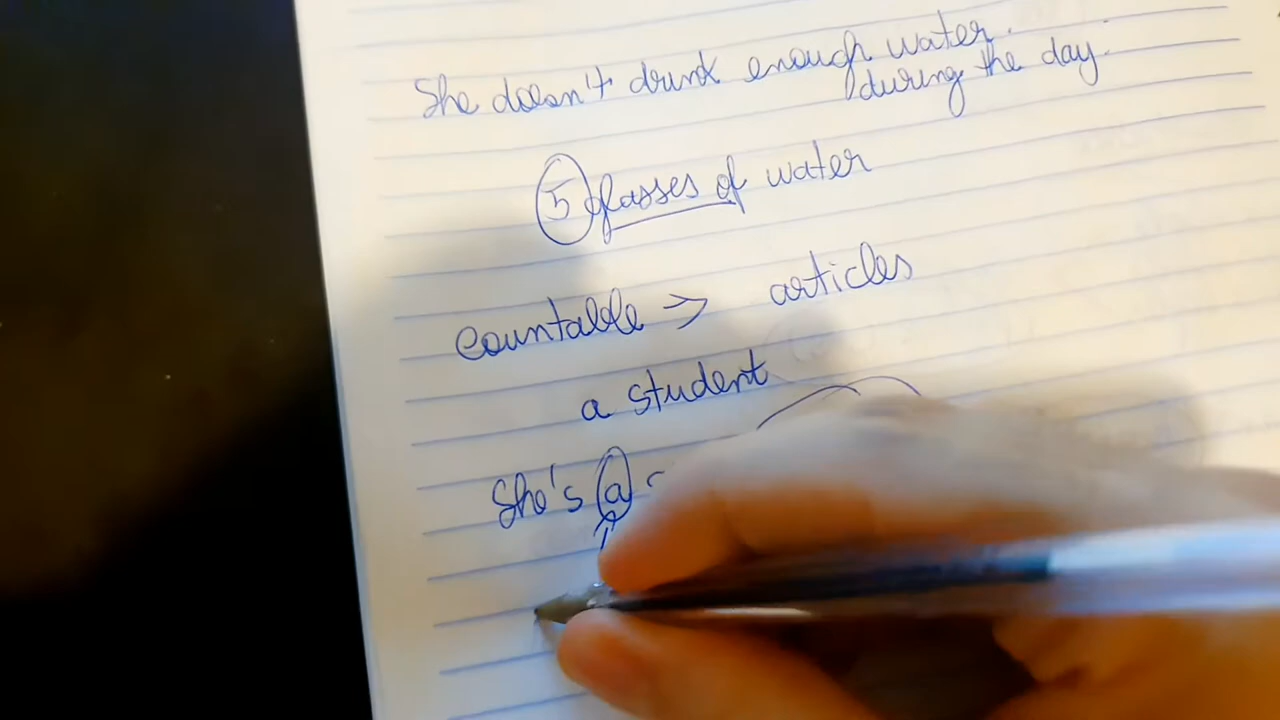 She doesn't drink enough water.
during the day.
5 glasses of water
countable > articles
a student
She's a